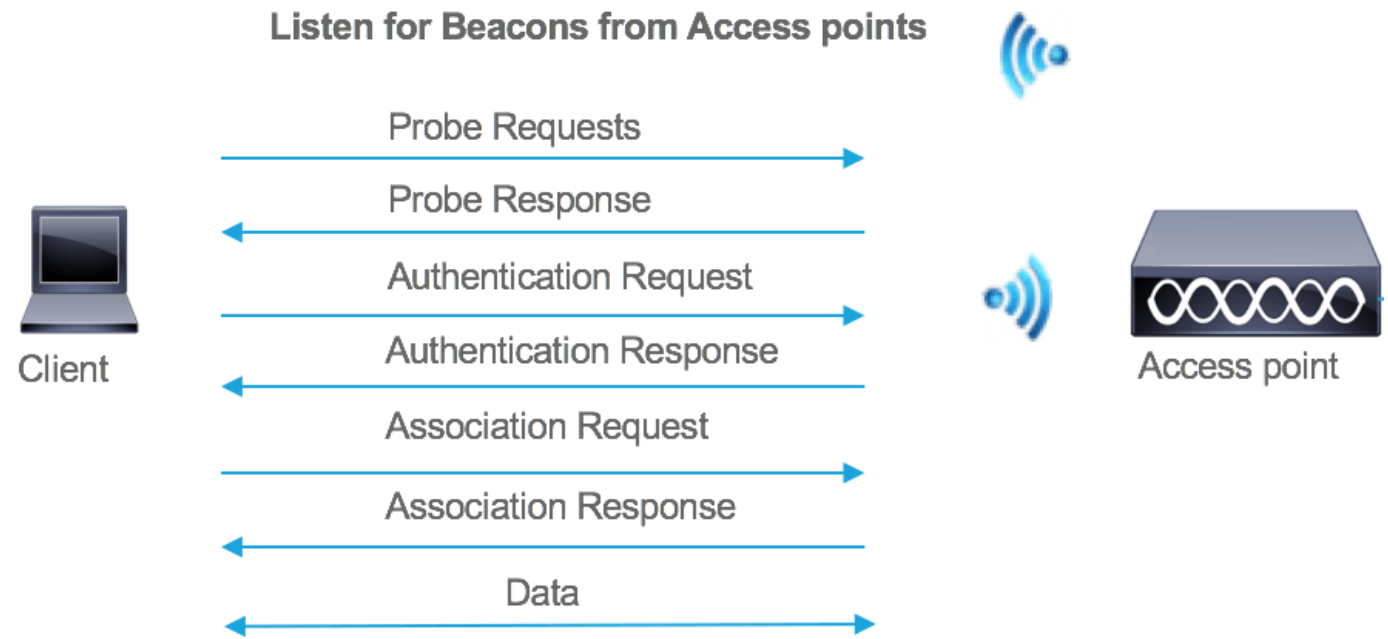 Listen for Beacons from Access points
Probe Requests
Probe Response
Authentication Request
Authentication Response
Client
Access point
Association Request
Association Response
Data